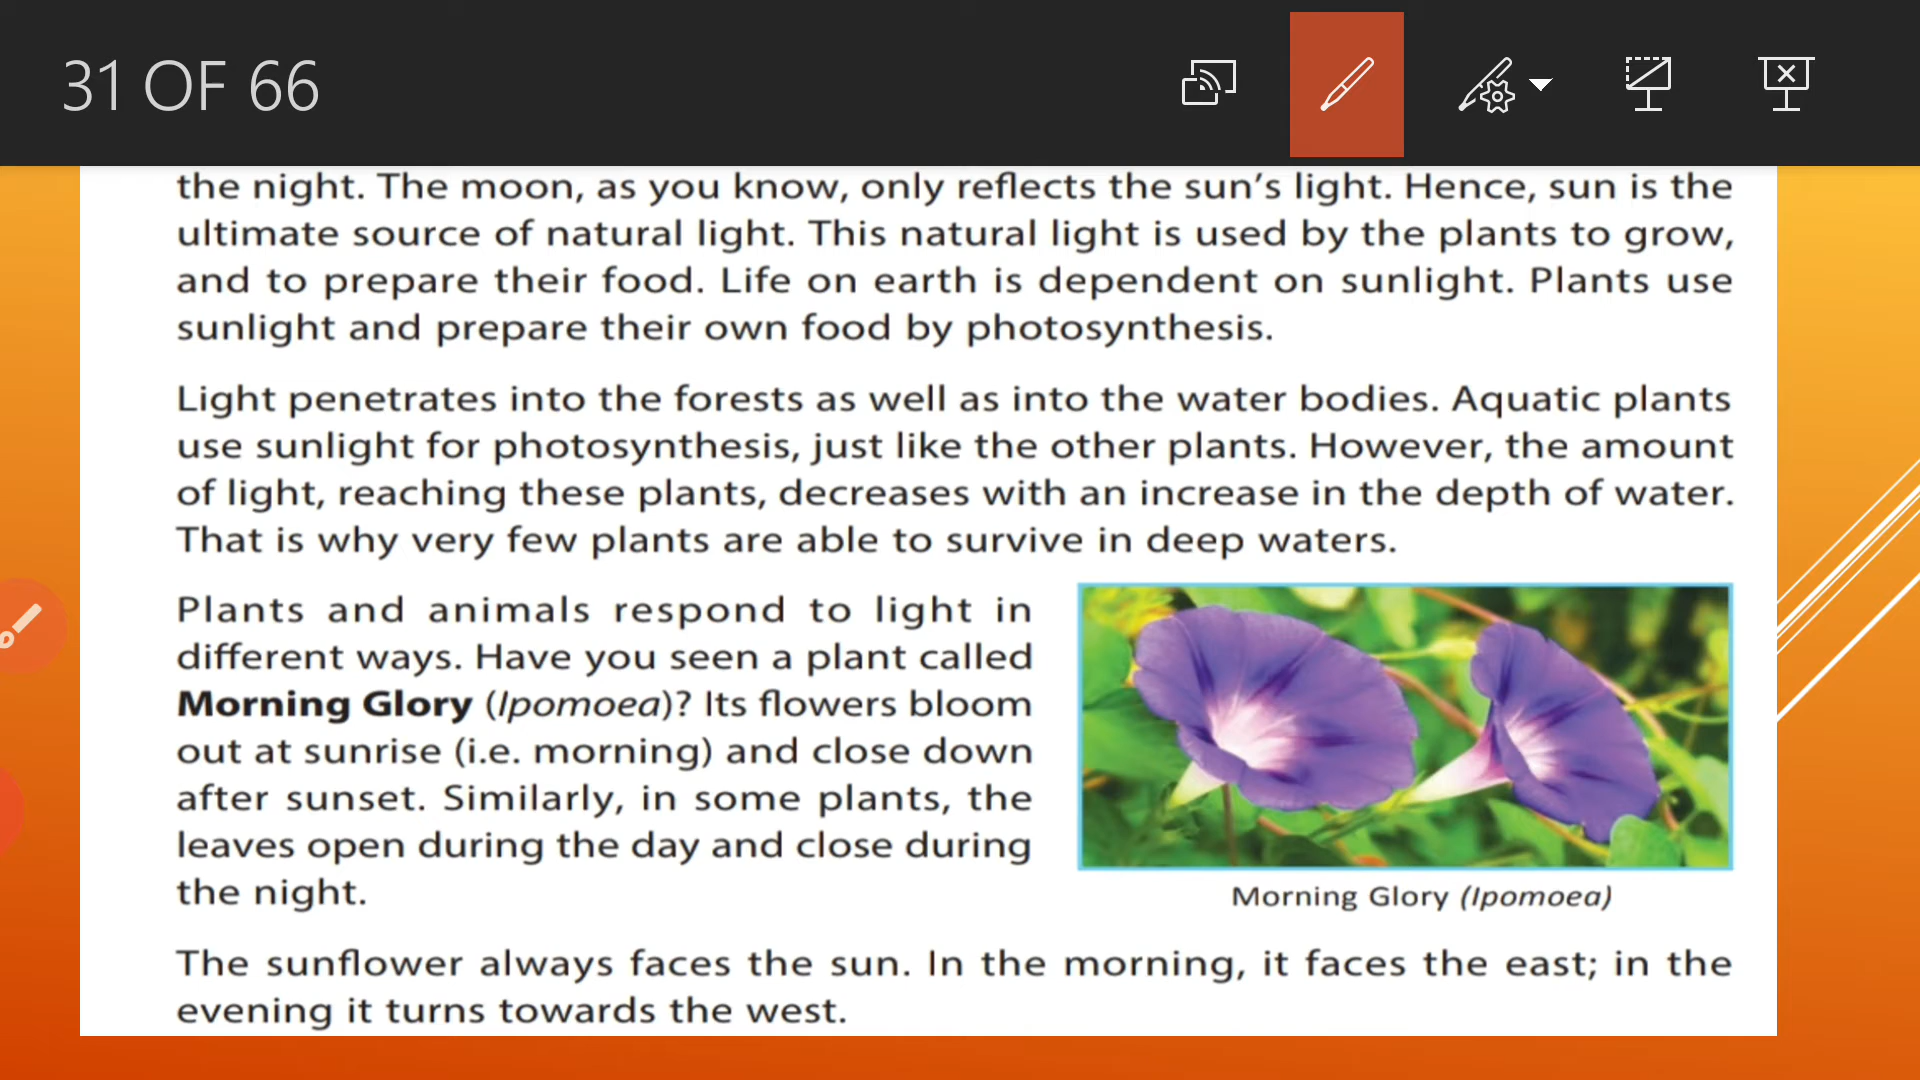 31 OF 66
the night. The moon, as you know, only reflects the sun’s light. Hence, sun is the
ultimate source of natural light. This natural light is used by the plants to grow,
and to prepare their food. Life on earth is dependent on sunlight. Plants use
sunlight and prepare their own food by photosynthesis.
Light penetrates into the forests as well as into the water bodies. Aquatic plants
use sunlight for photosynthesis, just like the other plants. However, the amount
of light, reaching these plants, decreases with an increase in the depth of water.
That is why very few plants are able to survive in deep waters.
Plants and animals respond to light in
different ways. Have you seen a plant called
Morning Glory (Ipomoea)? Its flowers bloom
out at sunrise (i.e. morning) and close down
after sunset. Similarly, in some plants, the
leaves open during the day and close during
the night.
Morning Glory (Ipomoea)
The sunflower always faces the sun. In the morning, it faces the east; in the
evening it turns towards the west.